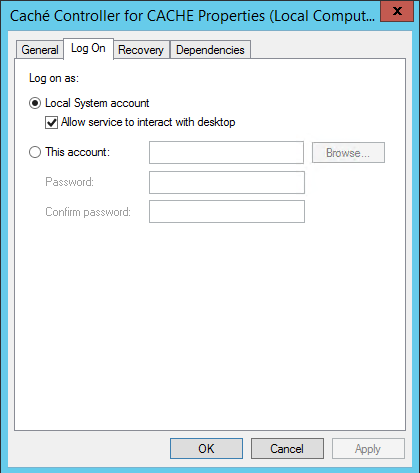 Caché Controller for CACHE Properties (Local Comput... x
General Log On Recovery Dependencies
Log on as:
Local System account
Allow service to interact with desktop
This account: Browse...
Password:
Confirm password:
OK Cancel Apply